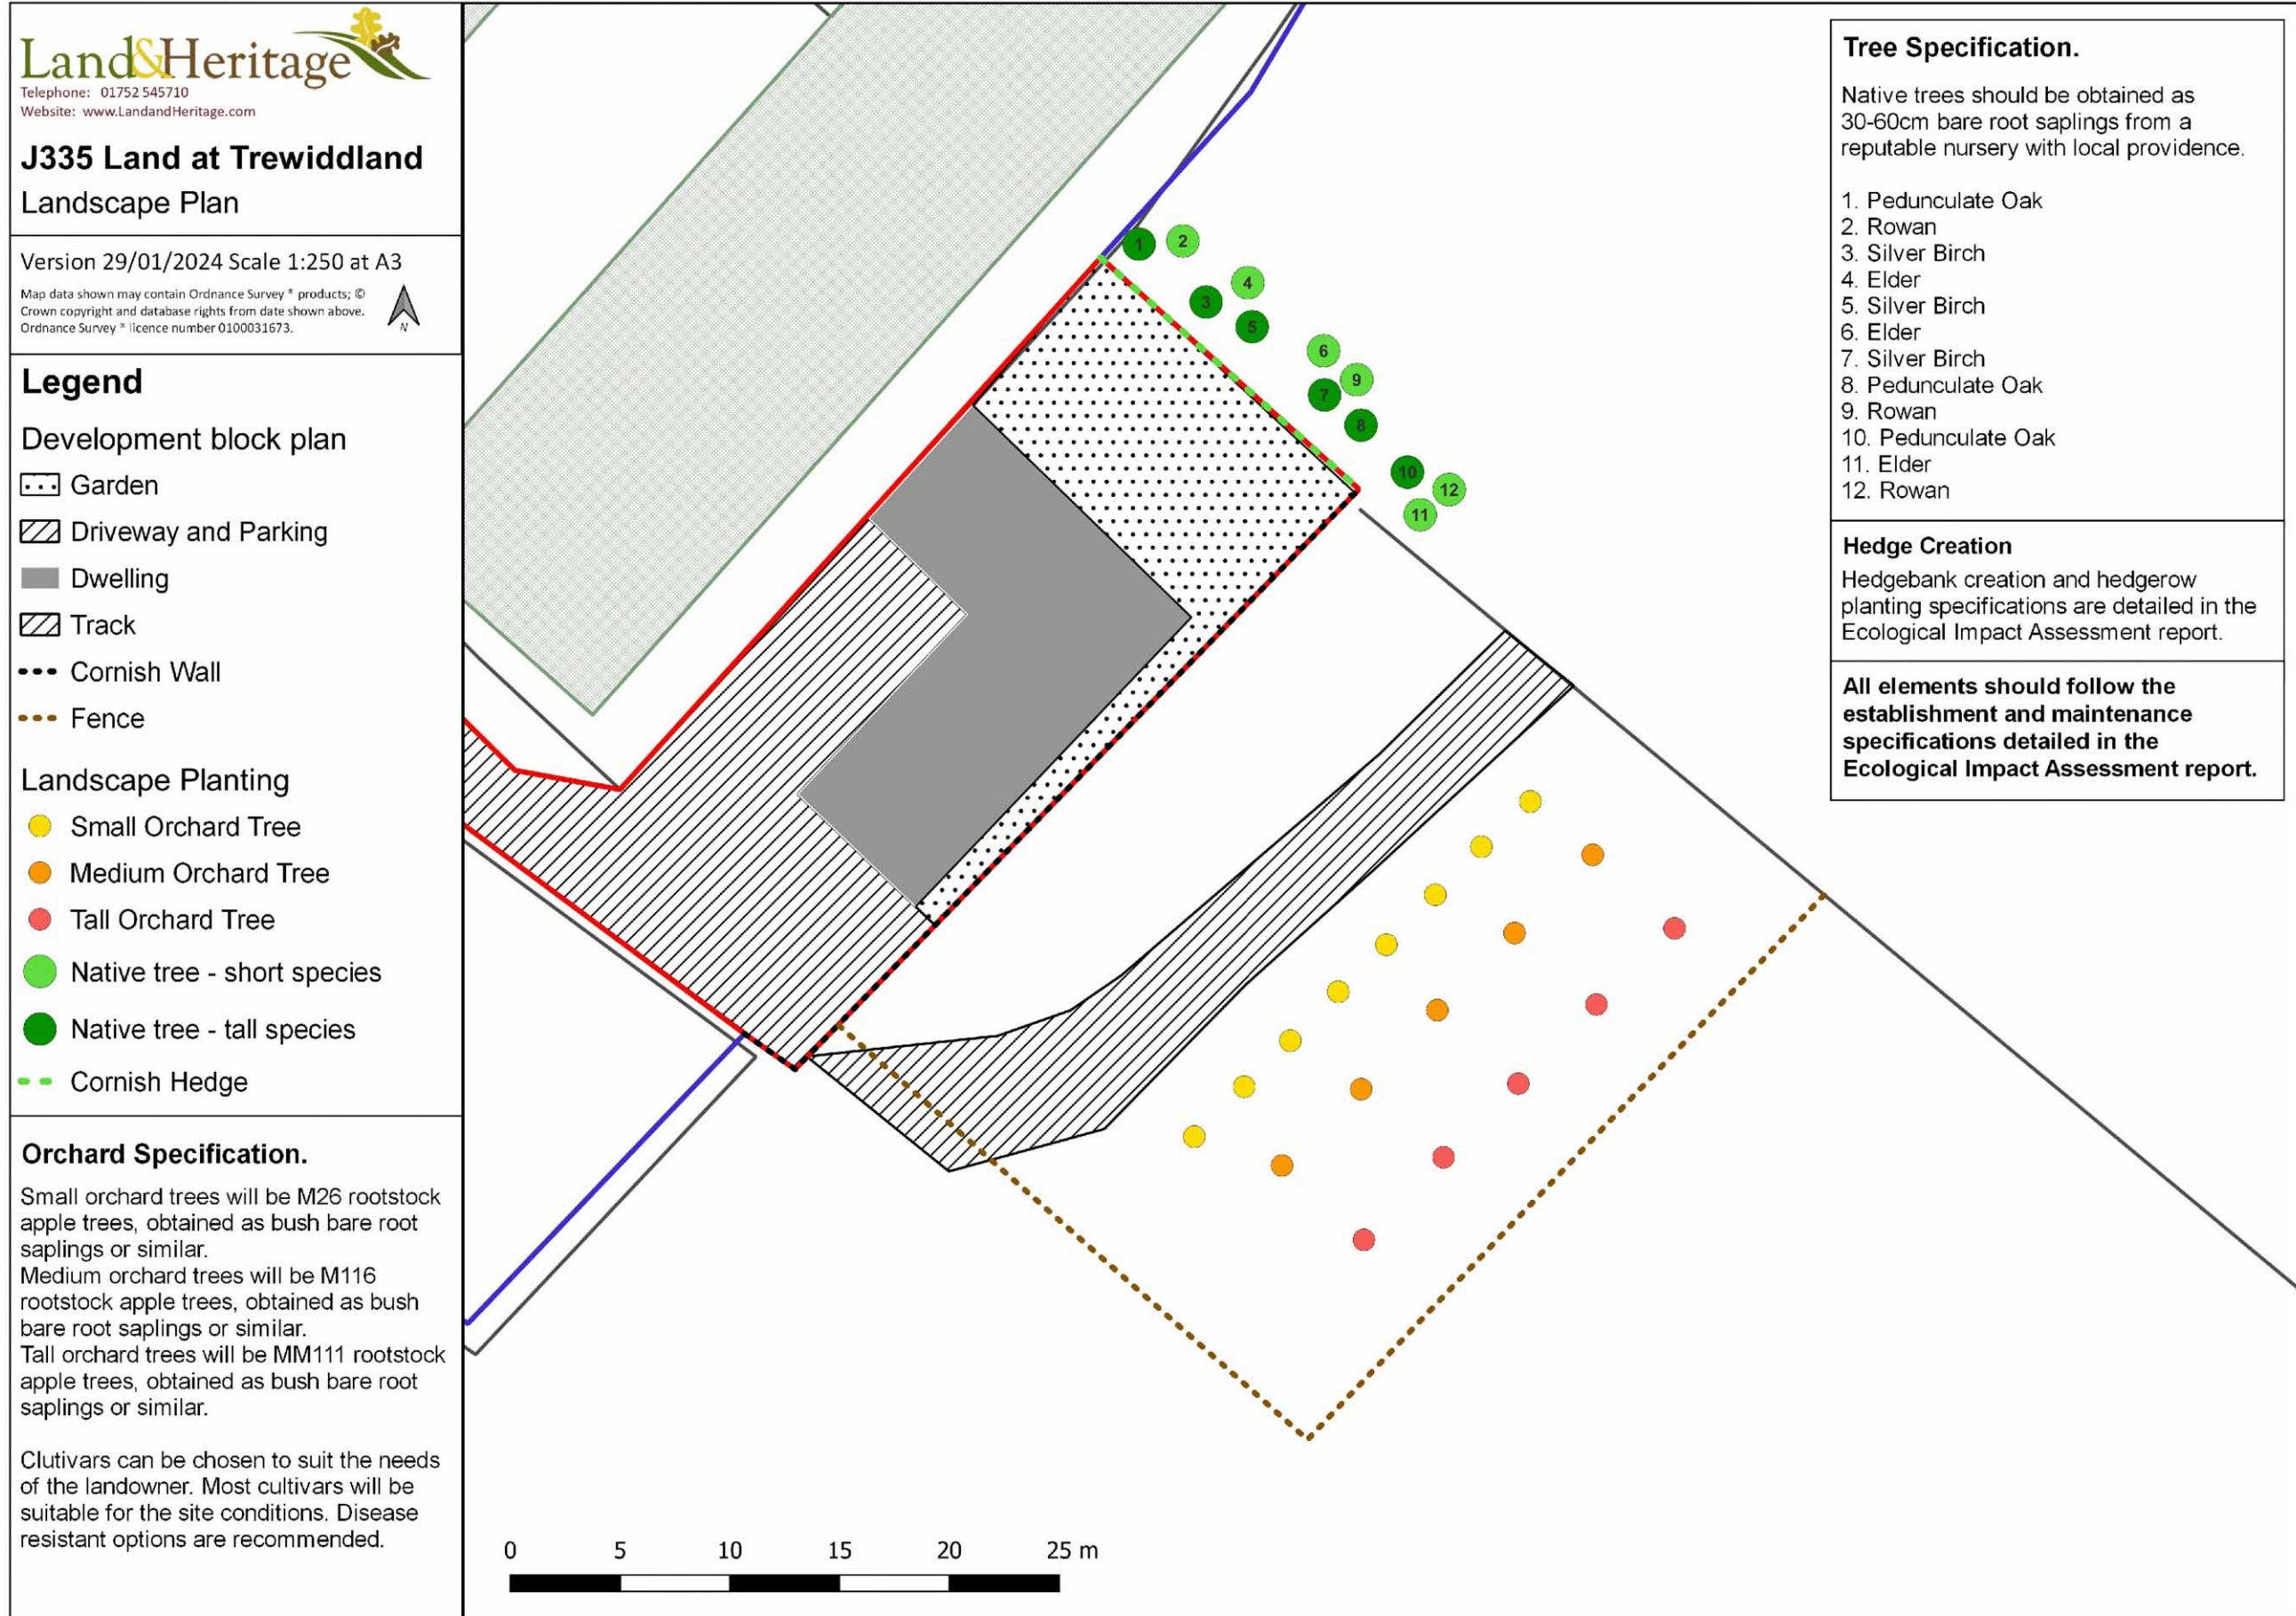 Land&Heritage
Telephone: 01752 545710
Website: www.LandandHeritage.com
J335 Land at Trewiddland
Landscape Plan
Version 29/01/2024 Scale 1:250 at A3
Map data shown may contain Ordnance Survey ® products; ©
Crown copyright and database rights from date shown above.
Ordnance Survey ® licence number 0100031673.
N
Legend
Development block plan
Garden
Driveway and Parking
Dwelling
Track
Cornish Wall
Fence
Landscape Planting
Small Orchard Tree
Medium Orchard Tree
Tall Orchard Tree
Native tree - short species
Native tree - tall species
Cornish Hedge
Orchard Specification.
Small orchard trees will be M26 rootstock
apple trees, obtained as bush bare root
saplings or similar.
Medium orchard trees will be M116
rootstock apple trees, obtained as bush
bare root saplings or similar.
Tall orchard trees will be MM111 rootstock
apple trees, obtained as bush bare root
saplings or similar.
Clutivars can be chosen to suit the needs
of the landowner. Most cultivars will be
suitable for the site conditions. Disease
resistant options are recommended.
1
2
3
4
5
6
7
8
9
10
11
12
0 5 10 15 20 25 m
Tree Specification.
Native trees should be obtained as
30-60cm bare root saplings from a
reputable nursery with local providence.
1. Pedunculate Oak
2. Rowan
3. Silver Birch
4. Elder
5. Silver Birch
6. Elder
7. Silver Birch
8. Pedunculate Oak
9. Rowan
10. Pedunculate Oak
11. Elder
12. Rowan
Hedge Creation
Hedgebank creation and hedgerow
planting specifications are detailed in the
Ecological Impact Assessment report.
All elements should follow the
establishment and maintenance
specifications detailed in the
Ecological Impact Assessment report.